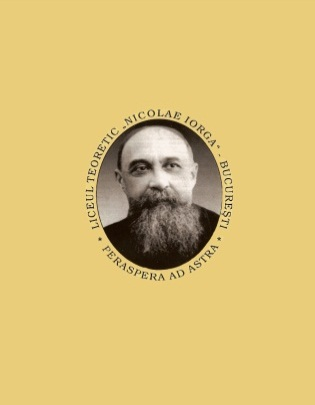 LICEUL TEORETIC „NICOLAE IORGA“ - BUCUREȘTI
* PERASPERA AD ASTRA *